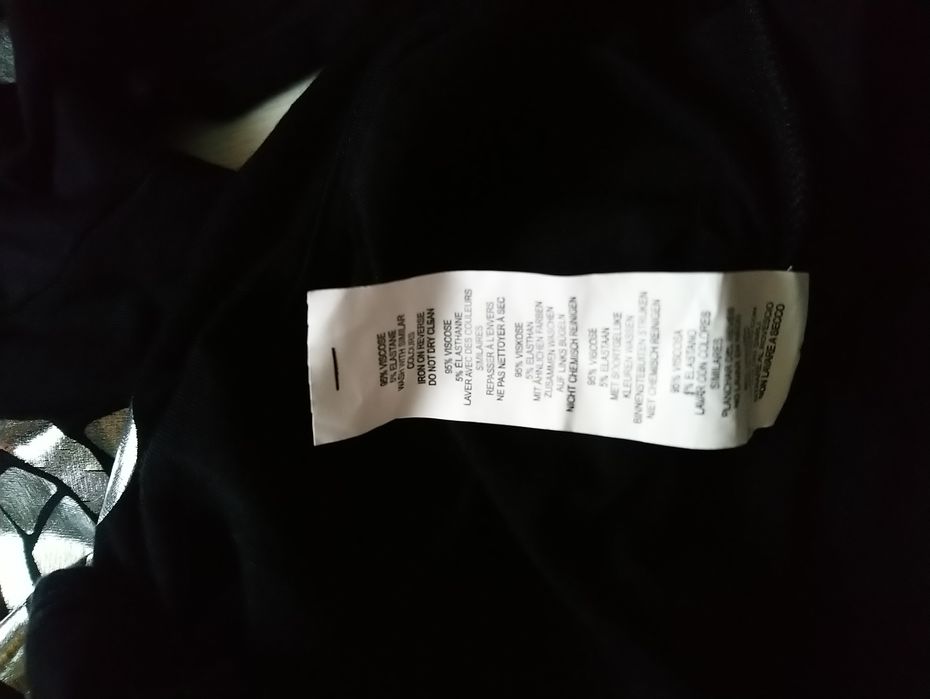 95% VISCOSE
5% ELASTANE
WASH WITH SIMILAR
COLOURS
IRON ON REVERSE
DO NOT DRY CLEAN
95% VISCOSE
5% ÉLASTHANNE
LAVER AVEC DES COULEURS
SIMILAIRES
REPASSER À L'ENVERS
NE PAS NETTOYER À SEC
95% VISKOSE
5% ELASTHAN
MIT ÄHNLICHEN FARBEN
ZUSAMMEN WASCHEN
AUF LINKS BÜGELN
NICHT CHEMISCH REINIGEN
95% VISCOSE
5% ELASTAAN
MET SOORTGELIJKE
KLEUREN WASSEN
BINNENSTEBUITEN STRIJKEN
NIET CHEMISCH REINIGEN
95% VISCOSA
5% ELASTANO
LAVAR CON COLORES
SIMILARES
PLANCHAR DEL REVÉS
NON LAVARE A SECCO